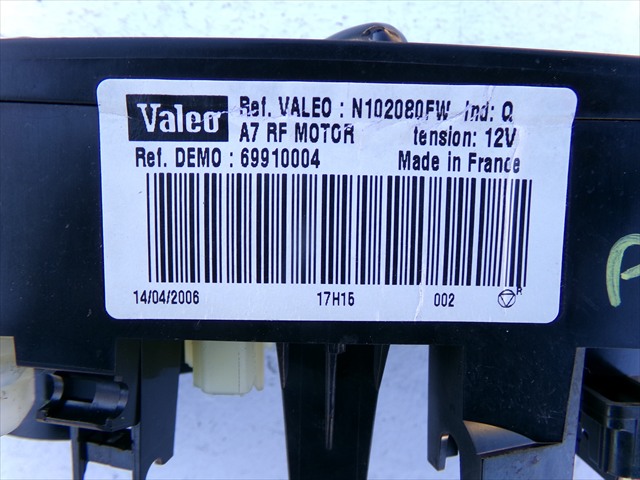 Valeo
Ref. VALEO : N102080FW ind: Q
A7 RF MOTOR tension: 12V
Ref. DEMO : 69910004 Made in France
14/04/2006 17H15 002 R